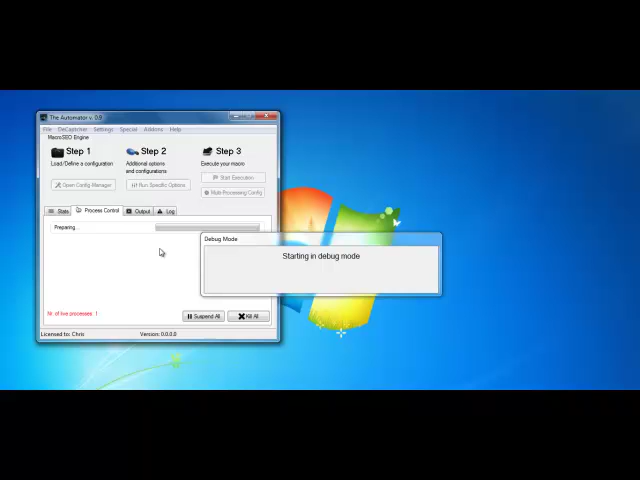 The Automator v. 0.9
File DeCaptcher Settings Special Addons Help
MacroSEO Engine
Step 1 Step 2 Step 3
Load/Define a configuration Additional options and configurations Execute your macro
Open Config Manager Run Specific Options Start Execution
Multi-Processing Config
Stats Process Control Output Log
Preparing...
Debug Mode
Starting in debug mode
Nr. of live processes: 1
Suspend All Kill All
Licensed to: Chris Version: 0.0.0.0